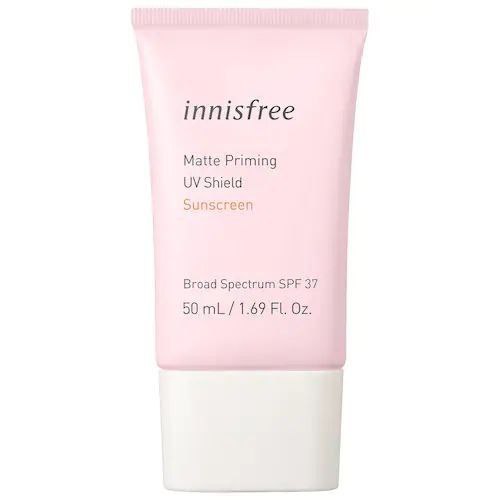 innisfree
Matte Priming
UV Shield
Sunscreen
Broad Spectrum SPF 37
50 mL / 1.69 Fl. Oz.